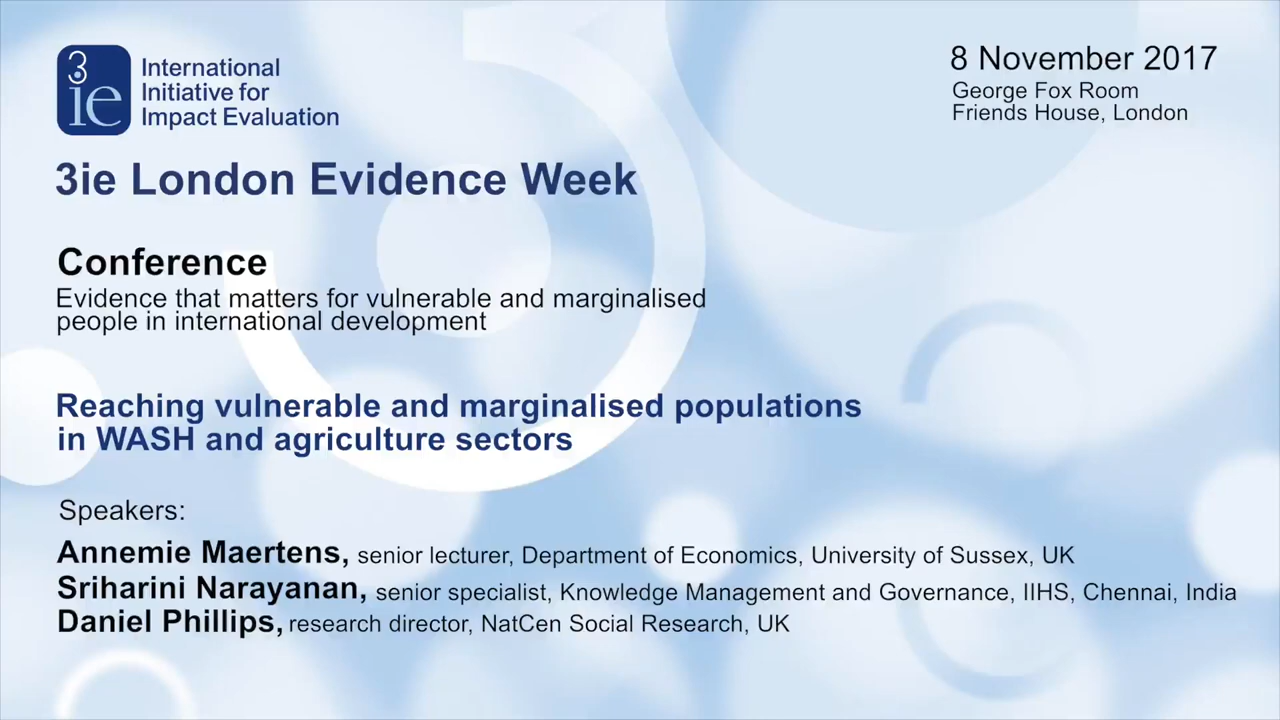 3ie
International
Initiative for
Impact Evaluation
8 November 2017
George Fox Room
Friends House, London
3ie London Evidence Week
Conference
Evidence that matters for vulnerable and marginalised
people in international development
Reaching vulnerable and marginalised populations
in WASH and agriculture sectors
Speakers:
Annemie Maertens, senior lecturer, Department of Economics, University of Sussex, UK
Sriharini Narayanan, senior specialist, Knowledge Management and Governance, IIHS, Chennai, India
Daniel Phillips, research director, NatCen Social Research, UK